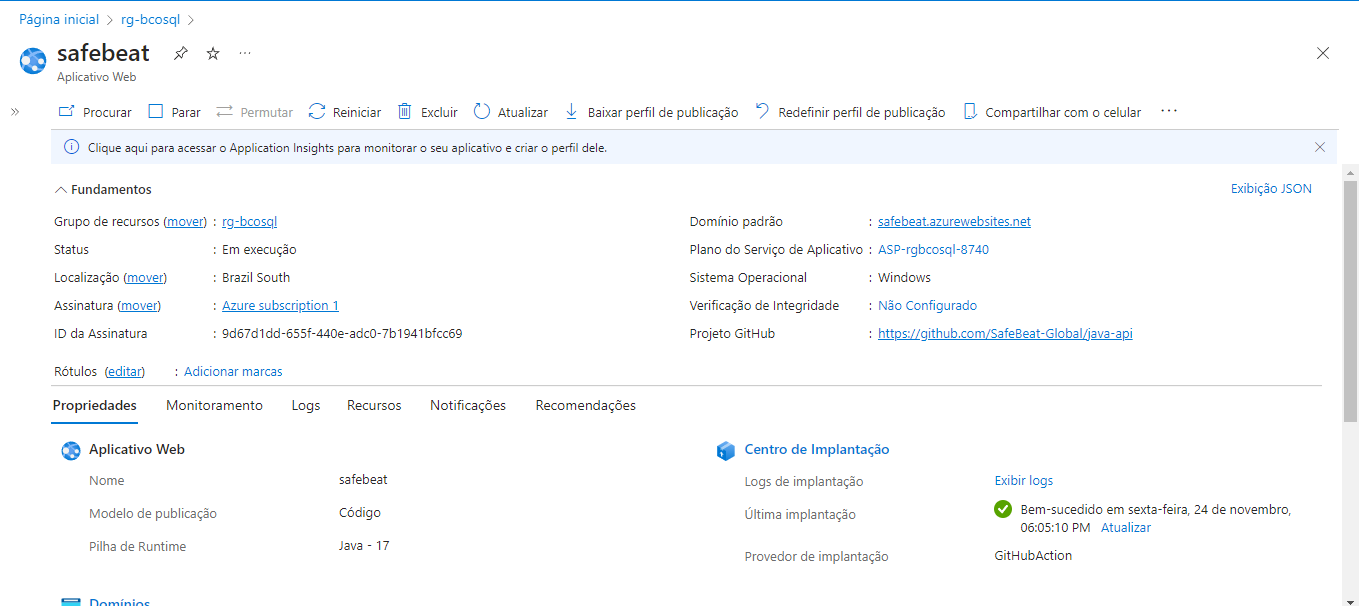 Página inicial > rg-bcosql >
safebeat
Aplicativo Web
Procurar Parar Permutar Reiniciar Excluir Atualizar Baixar perfil de publicação Redefinir perfil de publicação Compartilhar com o celular ...
Clique aqui para acessar o Application Insights para monitorar o seu aplicativo e criar o perfil dele.
Fundamentos Exibição JSON
Grupo de recursos (mover) : rg-bcosql
Status : Em execução
Localização (mover) : Brazil South
Assinatura (mover) : Azure subscription 1
ID da Assinatura : 9d67d1dd-655f-440e-adc0-7b1941bfcc69
Domínio padrão : safebeat.azurewebsites.net
Plano do Serviço de Aplicativo : ASP-rgbcosql-8740
Sistema Operacional : Windows
Verificação de Integridade : Não Configurado
Projeto GitHub : https://github.com/SafeBeat-Global/java-api
Rótulos (editar) : Adicionar marcas
Propriedades Monitoramento Logs Recursos Notificações Recomendações
Aplicativo Web
Nome safebeat
Modelo de publicação Código
Pilha de Runtime Java - 17
Domínios
Centro de Implantação
Logs de implantação Exibir logs
Última implantação Bem-sucedido em sexta-feira, 24 de novembro,
06:05:10 PM Atualizar
Provedor de implantação GitHubAction